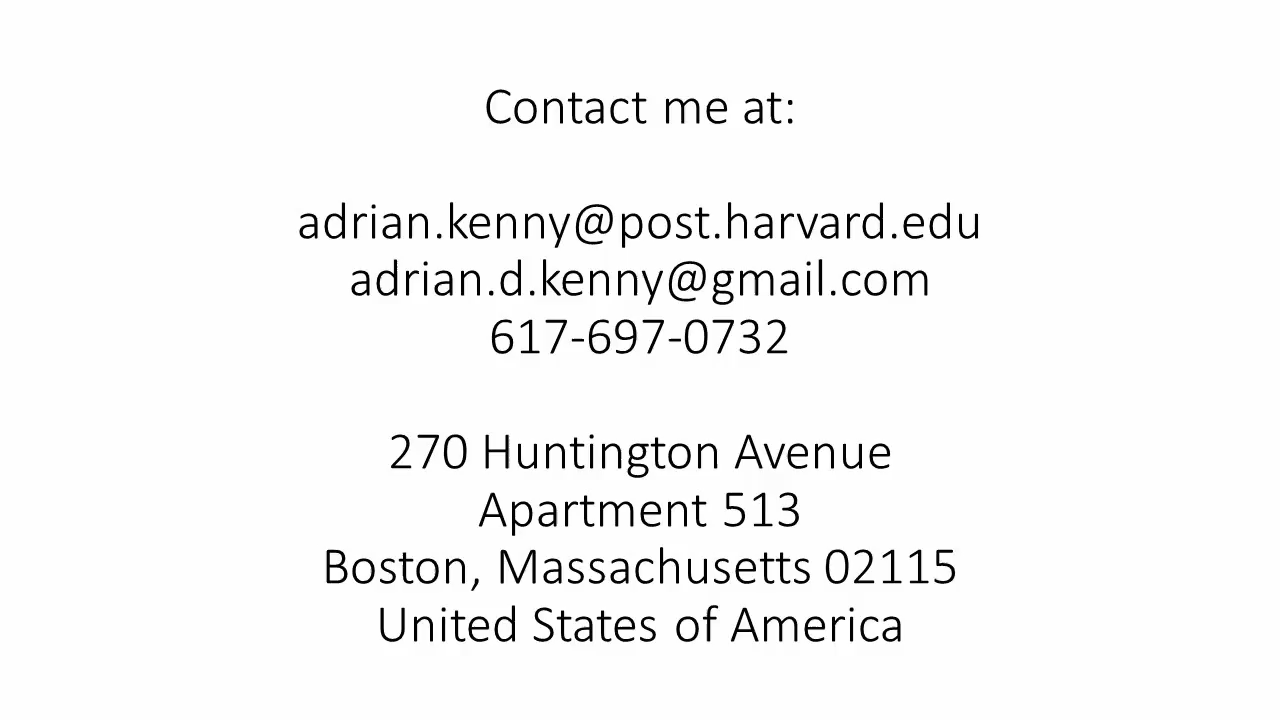 Contact me at:
adrian.kenny@post.harvard.edu
adrian.d.kenny@gmail.com
617-697-0732
270 Huntington Avenue
Apartment 513
Boston, Massachusetts 02115
United States of America